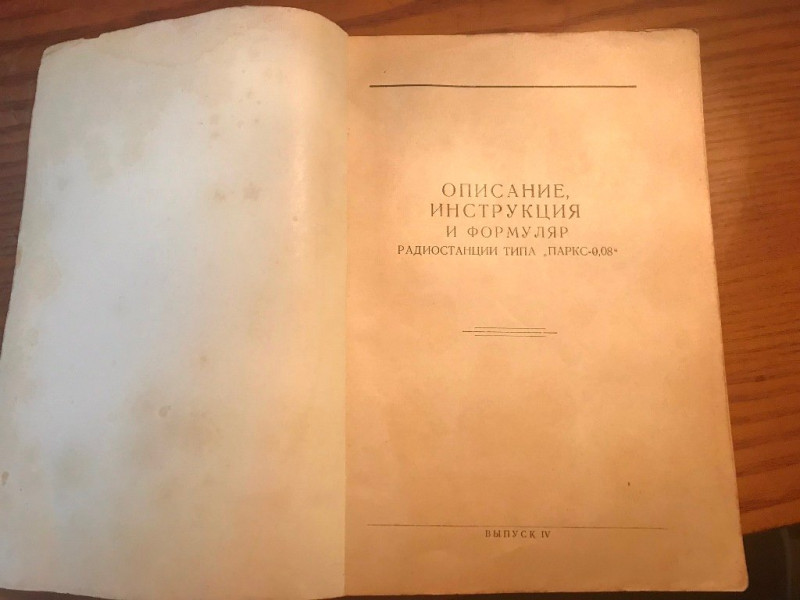 ОПИСАНИЕ,
ИНСТРУКЦИЯ
И ФОРМУЛЯР
РАДИОСТАНЦИИ ТИПА „ПАРКС-0,08“
ВЫПУСК IV